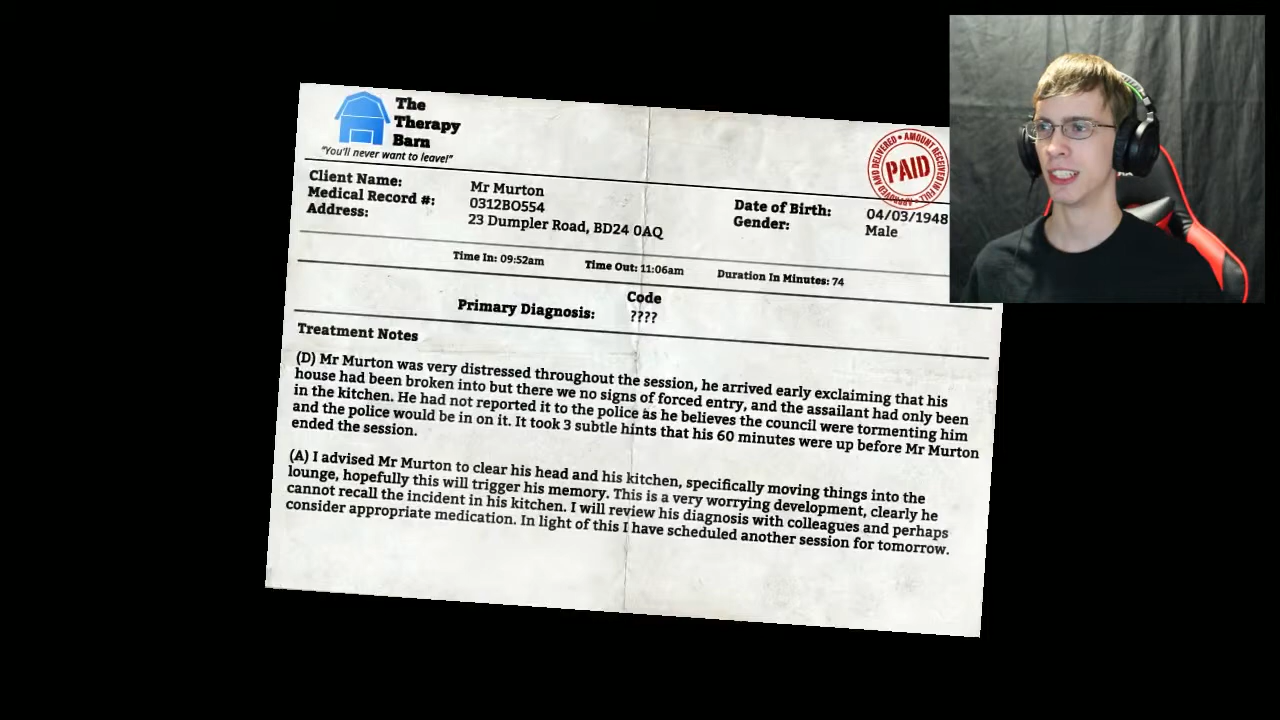 The
Therapy
Barn
"You'll never want to leave!"
AND DELIVERED • AMOUNT RECEIVED IN FULL • APPROVED
PAID
Client Name: Mr Murton
Medical Record #: 0312BO554
Address: 23 Dumpler Road, BD24 0AQ
Date of Birth: 04/03/1948
Gender: Male
Time In: 09:52am Time Out: 11:06am Duration In Minutes: 74
Code
Primary Diagnosis: ????
Treatment Notes
(D) Mr Murton was very distressed throughout the session, he arrived early exclaiming that his
house had been broken into but there we no signs of forced entry, and the assailant had only been
in the kitchen. He had not reported it to the police as he believes the council were tormenting him
and the police would be in on it. It took 3 subtle hints that his 60 minutes were up before Mr Murton
ended the session.
(A) I advised Mr Murton to clear his head and his kitchen, specifically moving things into the
lounge, hopefully this will trigger his memory. This is a very worrying development, clearly he
cannot recall the incident in his kitchen. I will review his diagnosis with colleagues and perhaps
consider appropriate medication. In light of this I have scheduled another session for tomorrow.